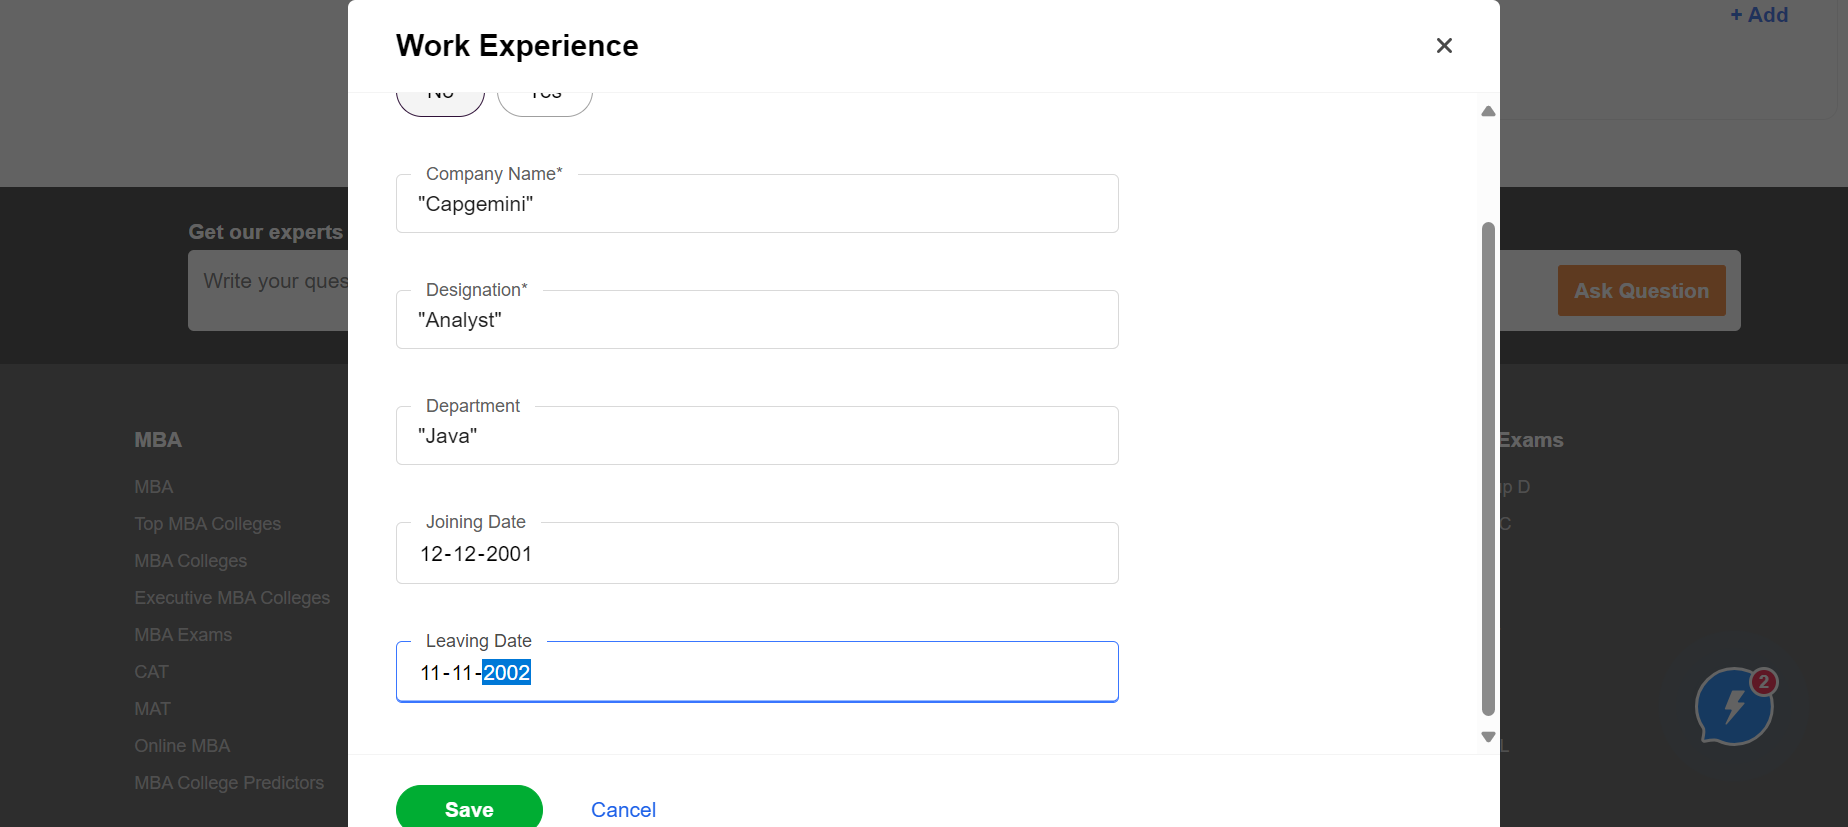 + Add
Work Experience
No Yes
Company Name*
"Capgemini"
Get our experts
Write your ques
Ask Question
Designation*
"Analyst"
Department
"Java"
MBA
MBA
Top MBA Colleges
MBA Colleges
Executive MBA Colleges
MBA Exams
CAT
MAT
Online MBA
MBA College Predictors
Joining Date
12-12-2001
Leaving Date
11-11-2002
Save Cancel
Exams
p D
C
2
L